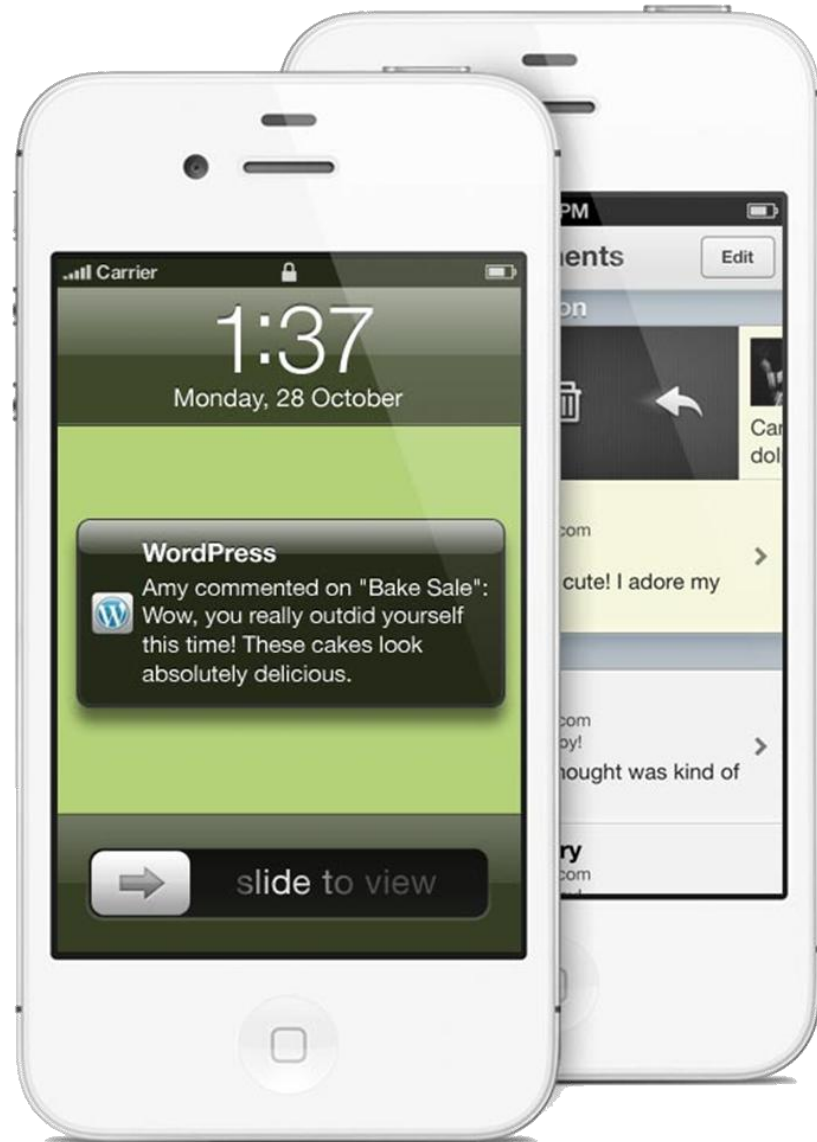 Carrier
1:37
Monday, 28 October
WordPress
Amy commented on "Bake Sale":
Wow, you really outdid yourself
this time! These cakes look
absolutely delicious.
slide to view
PM
ents
Edit
on
Car
dol
com
cute! I adore my
com
py!
hought was kind of
ry
com